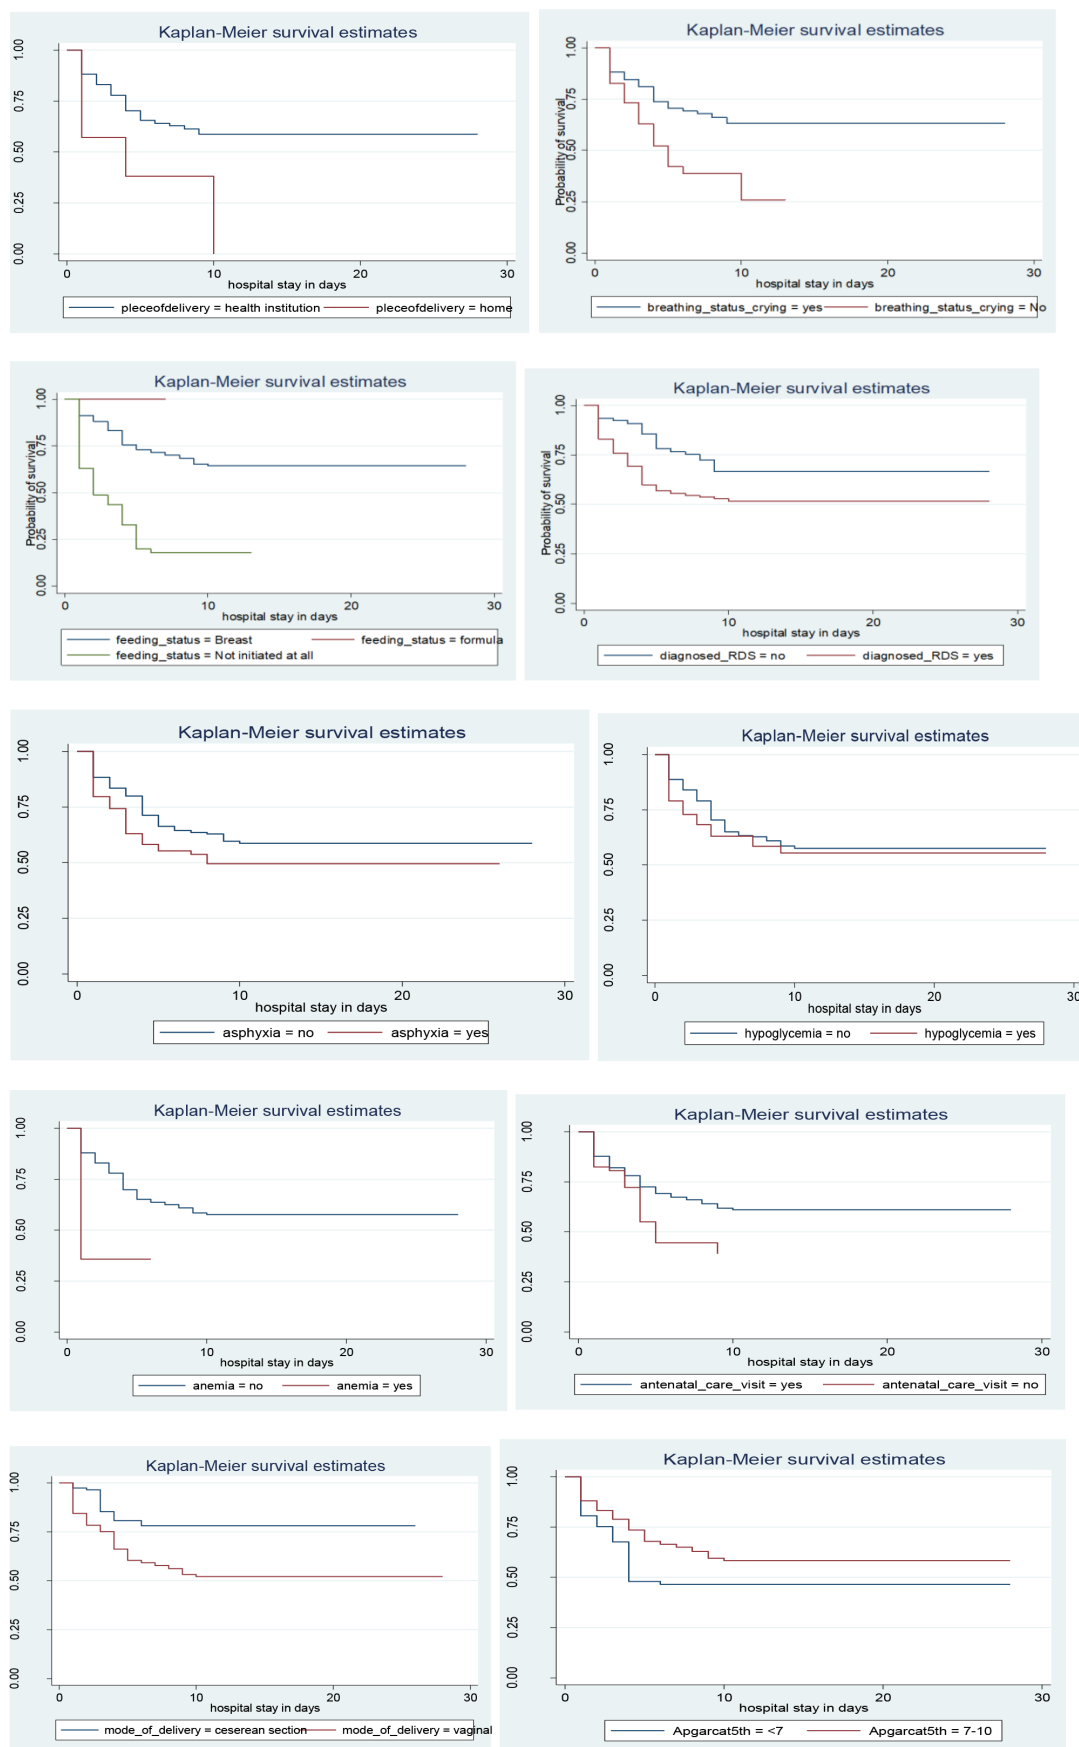 Kaplan-Meier survival estimates
1.00
0.75
0.50
0.25
0.00
0 10 20 30
hospital stay in days
pleceofdelivery = health institution pleceofdelivery = home
Kaplan-Meier survival estimates
Probability of survival
1.00
0.75
0.50
0.25
0.00
0 10 20 30
hospital stay in days
breathing_status_crying = yes breathing_status_crying = No
Kaplan-Meier survival estimates
Probability of survival
1.00
0.75
0.50
0.25
0.00
0 10 20 30
hospital stay in days
feeding_status = Breast feeding_status = formula
feeding_status = Not initiated at all
Kaplan-Meier survival estimates
Probability of survival
1.00
0.75
0.50
0.25
0.00
0 10 20 30
hospital stay in days
diagnosed_RDS = no diagnosed_RDS = yes
Kaplan-Meier survival estimates
1.00
0.75
0.50
0.25
0.00
0 10 20 30
hospital stay in days
asphyxia = no asphyxia = yes
Kaplan-Meier survival estimates
1.00
0.75
0.50
0.25
0.00
0 10 20 30
hospital stay in days
hypoglycemia = no hypoglycemia = yes
Kaplan-Meier survival estimates
1.00
0.75
0.50
0.25
0.00
0 10 20 30
hospital stay in days
anemia = no anemia = yes
Kaplan-Meier survival estimates
1.00
0.75
0.50
0.25
0.00
0 10 20 30
hospital stay in days
antenatal_care_visit = yes antenatal_care_visit = no
Kaplan-Meier survival estimates
1.00
0.75
0.50
0.25
0.00
0 10 20 30
hospital stay in days
mode_of_delivery = ceserean section mode_of_delivery = vaginal
Kaplan-Meier survival estimates
1.00
0.75
0.50
0.25
0.00
0 10 20 30
hospital stay in days
Apgarcat5th = <7 Apgarcat5th = 7-10